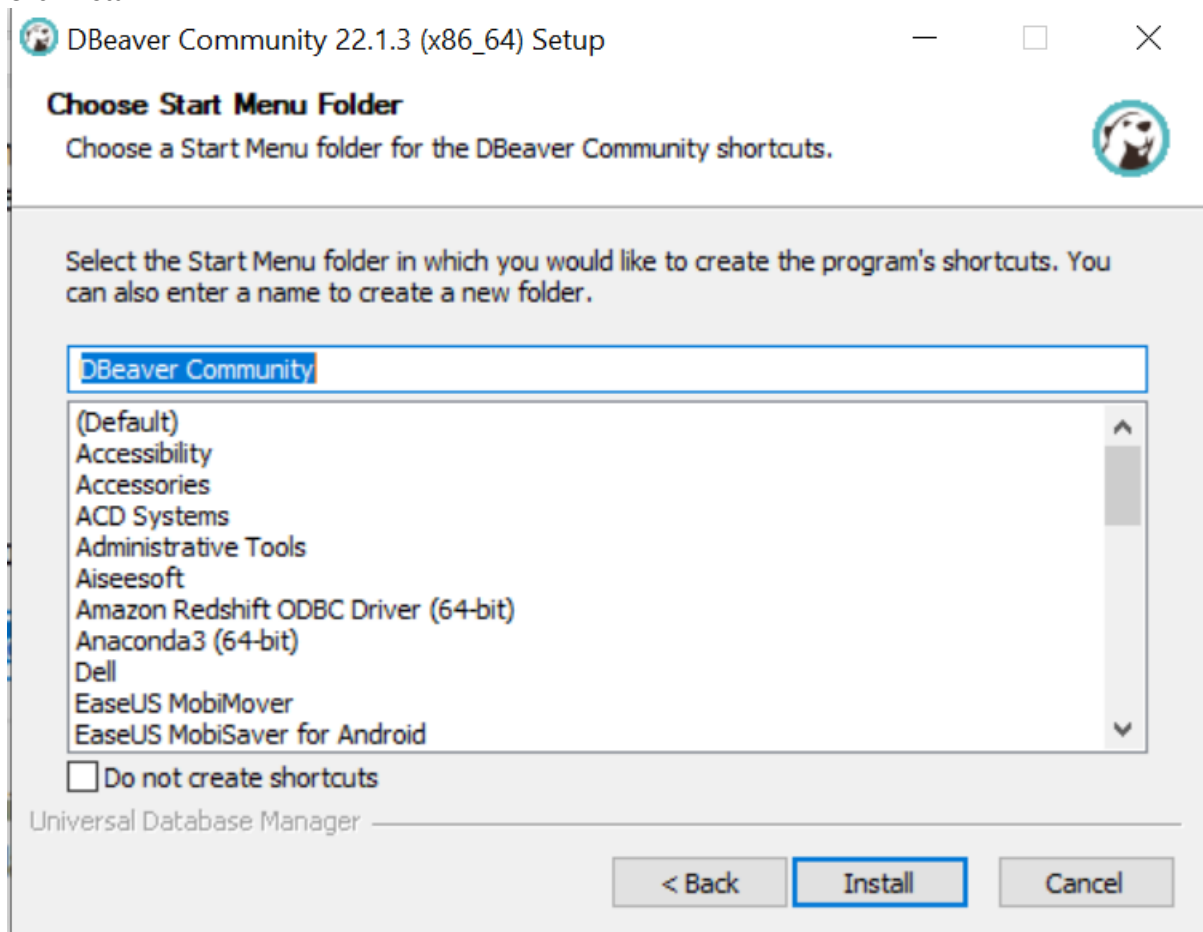 DBeaver Community 22.1.3 (x86_64) Setup
Choose Start Menu Folder
Choose a Start Menu folder for the DBeaver Community shortcuts.
Select the Start Menu folder in which you would like to create the program's shortcuts. You
can also enter a name to create a new folder.
DBeaver Community
(Default)
Accessibility
Accessories
ACD Systems
Administrative Tools
Aiseesoft
Amazon Redshift ODBC Driver (64-bit)
Anaconda3 (64-bit)
Dell
EaseUS MobiMover
EaseUS MobiSaver for Android
Do not create shortcuts
Universal Database Manager
< Back Install Cancel